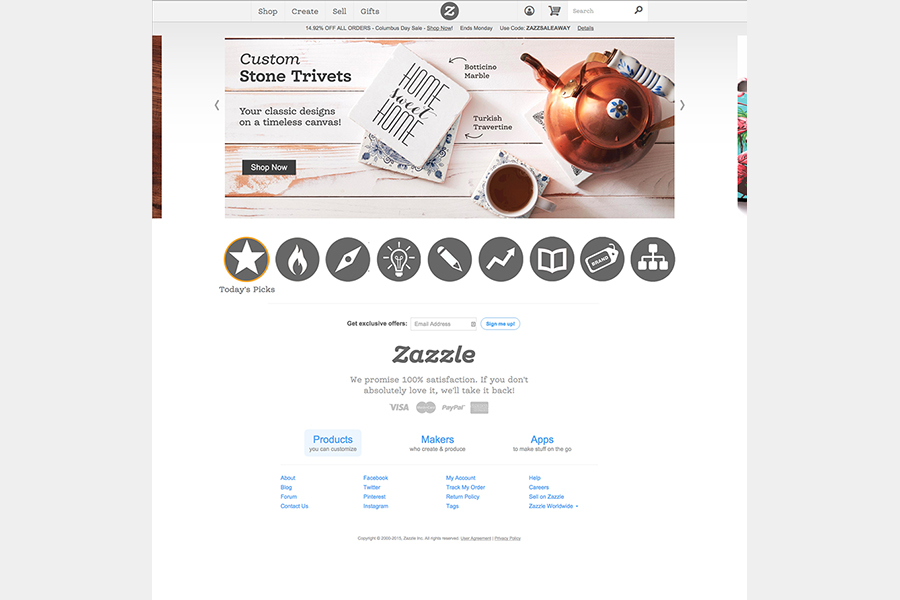 Shop Create Sell Gifts Z Search
14.92% OFF ALL ORDERS - Columbus Day Sale - Shop Now! Ends Monday Use Code: ZAZZSALEAWAY Details
Custom
Stone Trivets
Your classic designs
on a timeless canvas!
Shop Now
HOME
sweet
HOME
Botticino
Marble
Turkish
Travertine
BRAND
Today's Picks
Get exclusive offers: Email Address Sign me up!
Zazzle
We promise 100% satisfaction. If you don't
absolutely love it, we'll take it back!
VISA PayPal
Products Makers Apps
you can customize who create & produce to make stuff on the go
About Facebook My Account Help
Blog Twitter Track My Order Careers
Forum Pinterest Return Policy Sell on Zazzle
Contact Us Instagram Tags Zazzle Worldwide
Copyright © 2000-2015, Zazzle Inc. All rights reserved. User Agreement | Privacy Policy